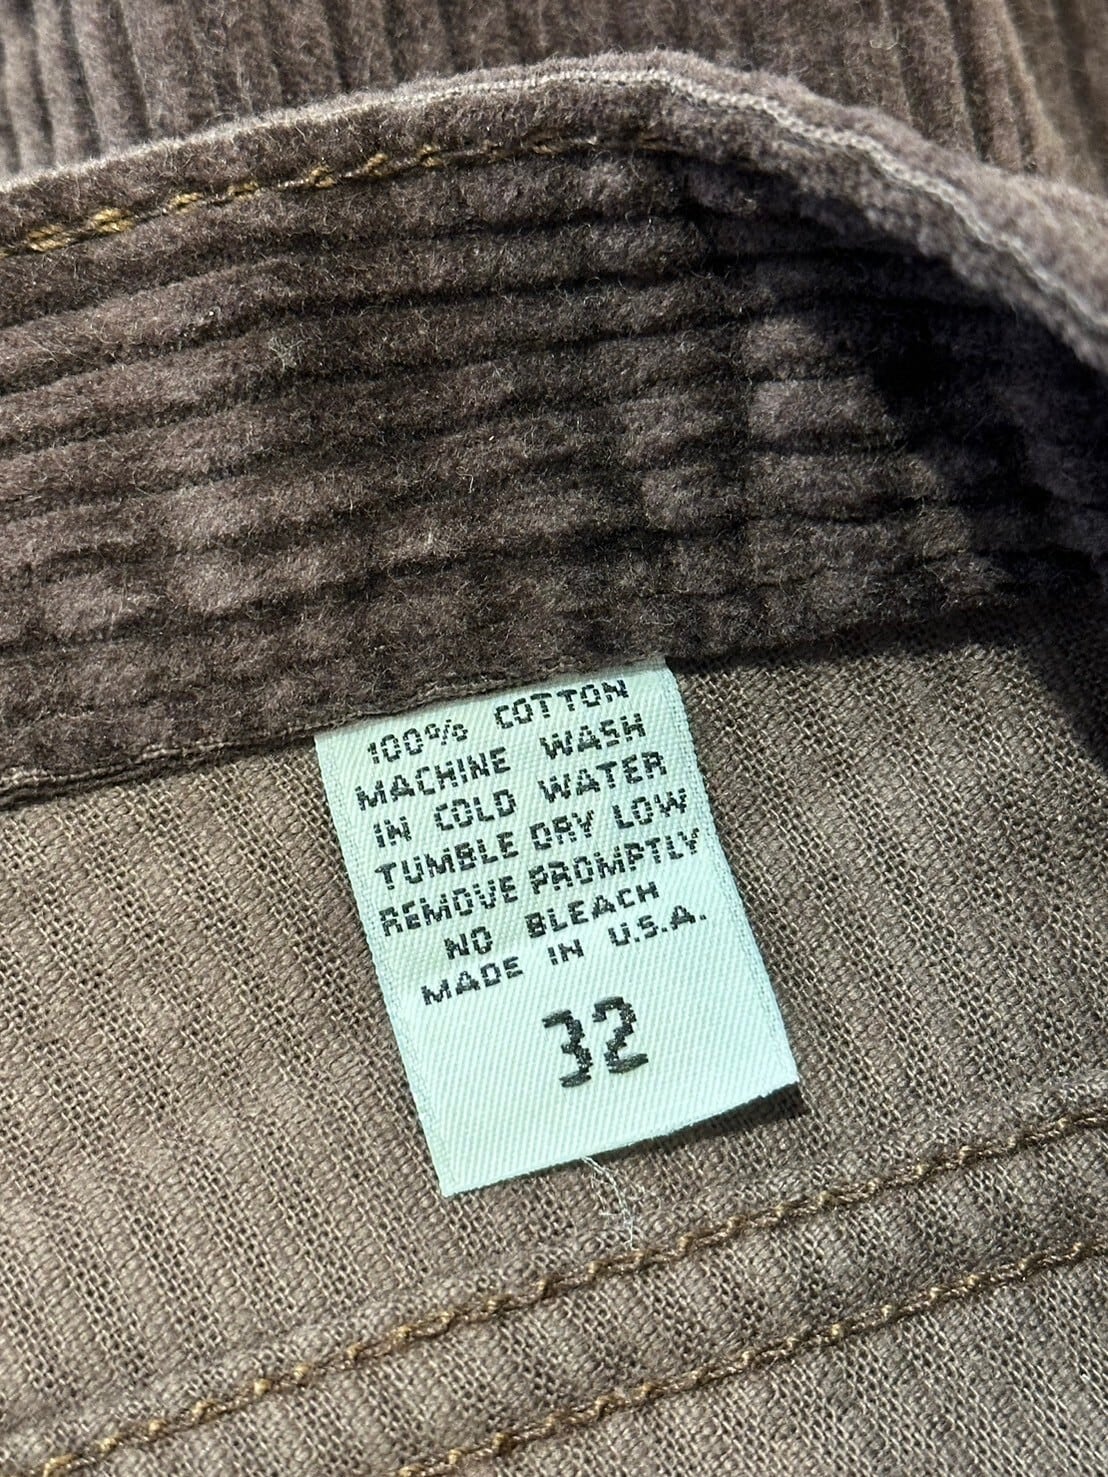 100% COTTON
MACHINE WASH
IN COLD WATER
TUMBLE DRY LOW
REMOVE PROMPTLY
NO BLEACH
MADE IN U.S.A.
32